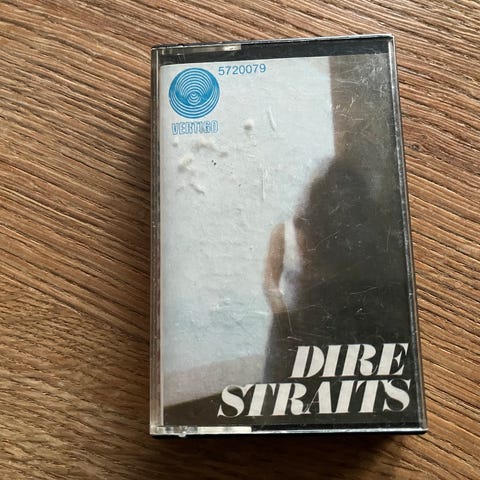 5720079
VERTIGO
DIRE
STRAITS